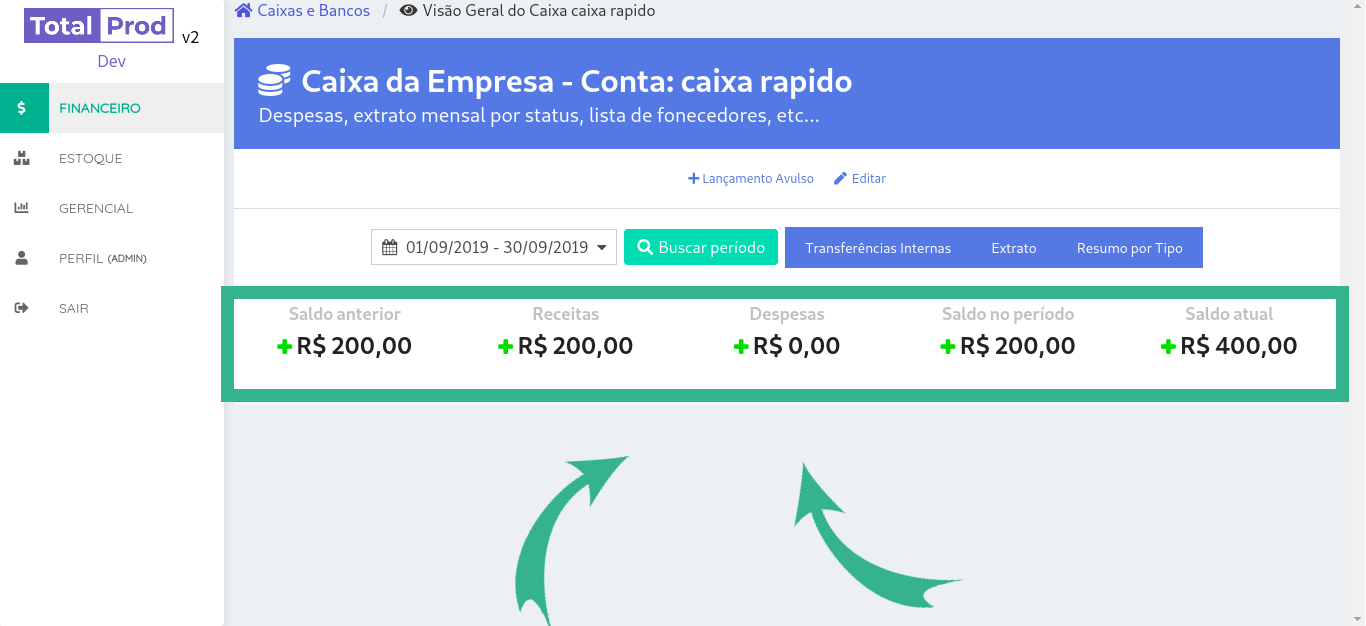 Total Prod v2
Dev
FINANCEIRO
ESTOQUE
GERENCIAL
PERFIL (ADMIN)
SAIR
Caixas e Bancos / Visão Geral do Caixa caixa rapido
Caixa da Empresa - Conta: caixa rapido
Despesas, extrato mensal por status, lista de fonecedores, etc...
Lançamento Avulso Editar
01/09/2019 - 30/09/2019 Buscar período Transferências Internas Extrato Resumo por Tipo
Saldo anterior Receitas Despesas Saldo no período Saldo atual
R$ 200,00 R$ 200,00 R$ 0,00 R$ 200,00 R$ 400,00